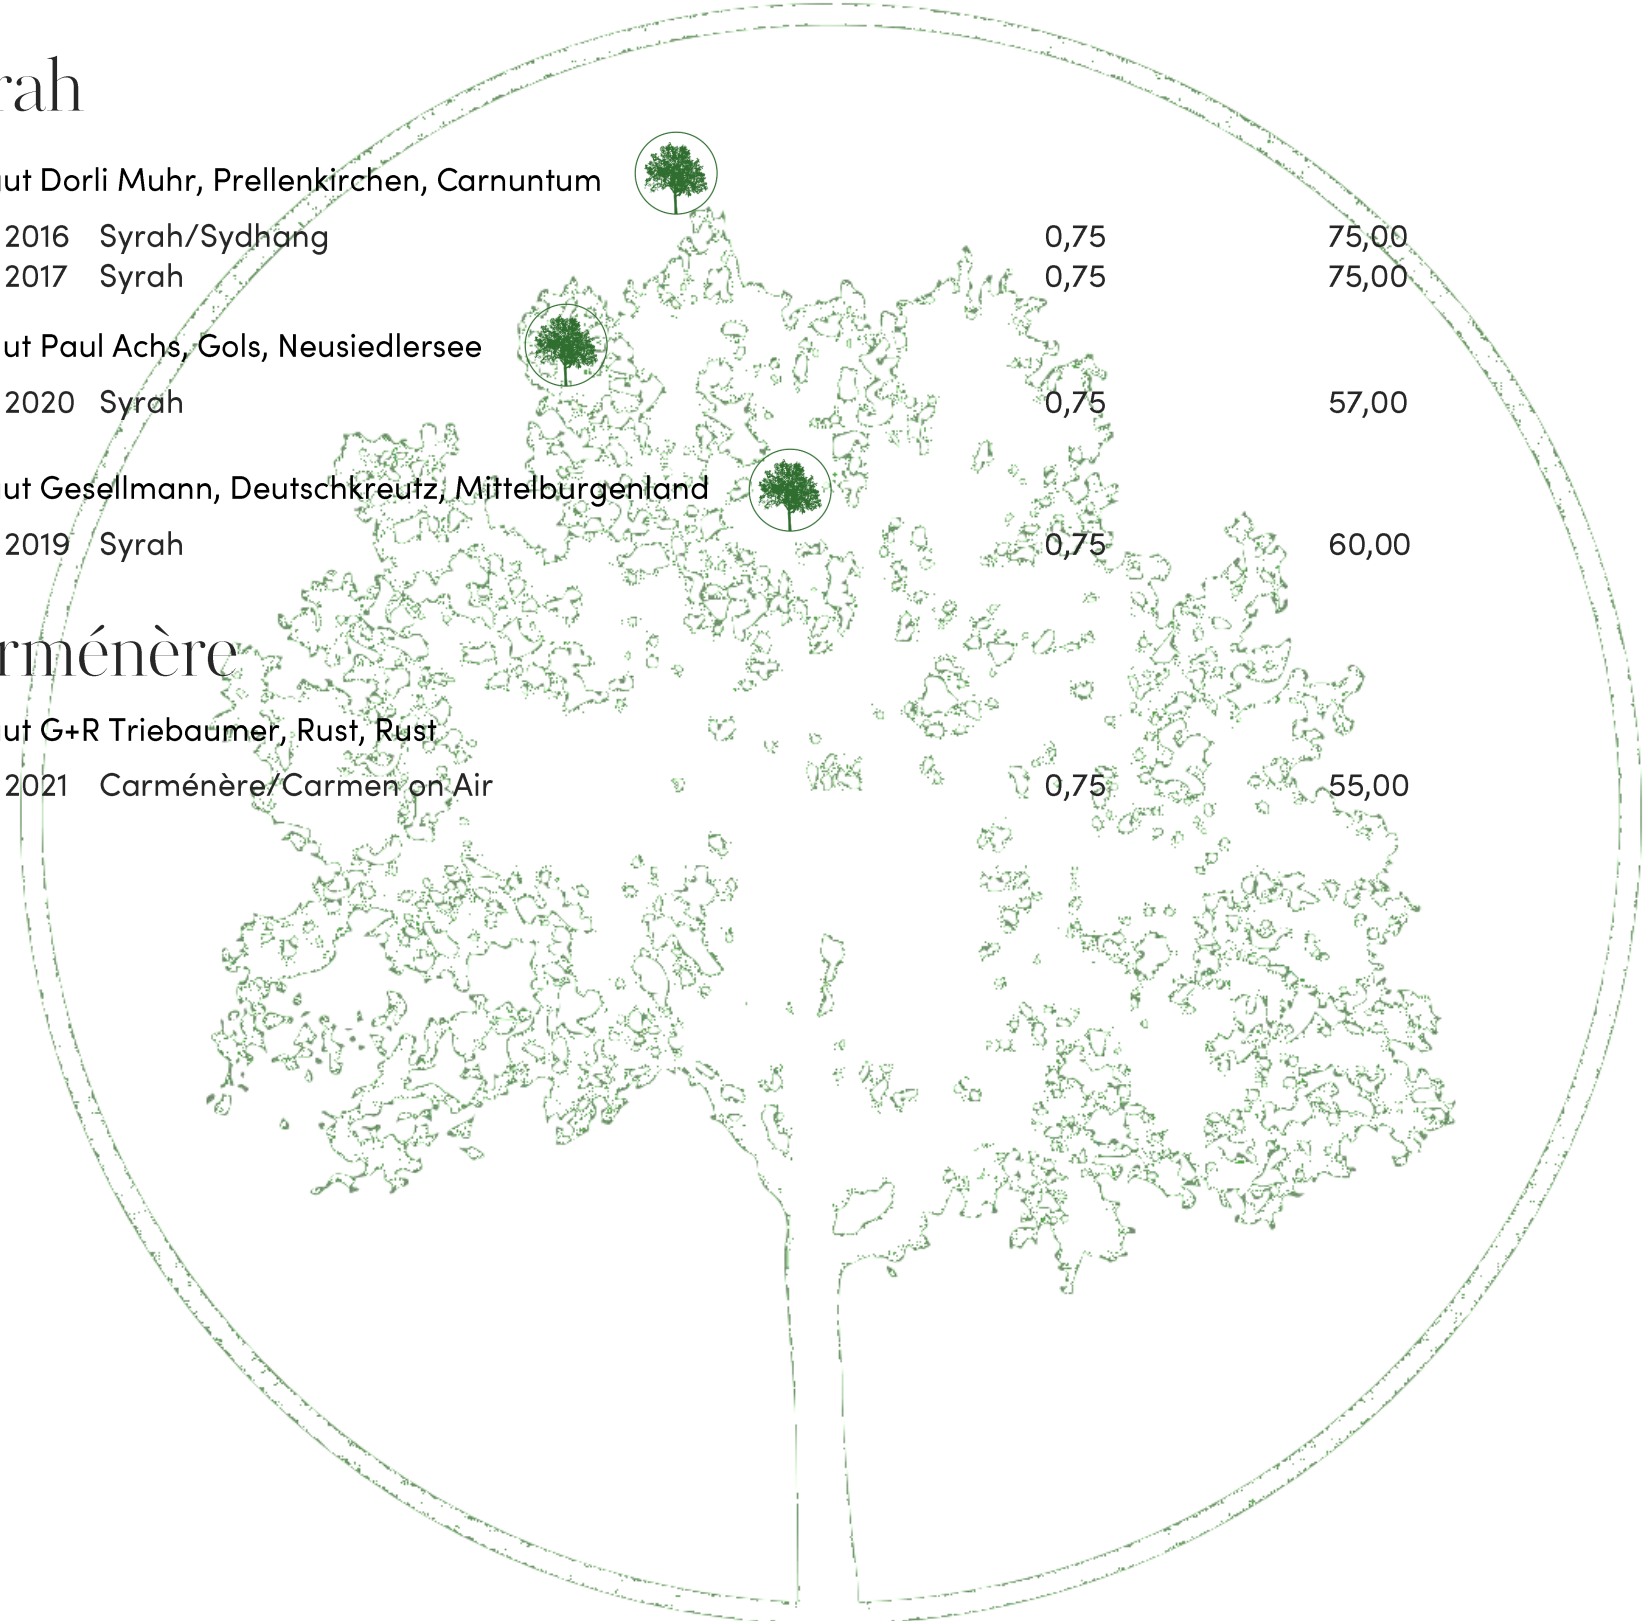 rah
ut Dorli Muhr, Prellenkirchen, Carnuntum
2016 Syrah/Sydhang 0,75 75,00
2017 Syrah 0,75 75,00
ut Paul Achs, Gols, Neusiedlersee
2020 Syrah 0,75 57,00
ut Gesellmann, Deutschkreutz, Mittelburgenland
2019 Syrah 0,75 60,00
rménère
ut G+R Triebaumer, Rust, Rust
2021 Carménère/Carmen on Air 0,75 55,00